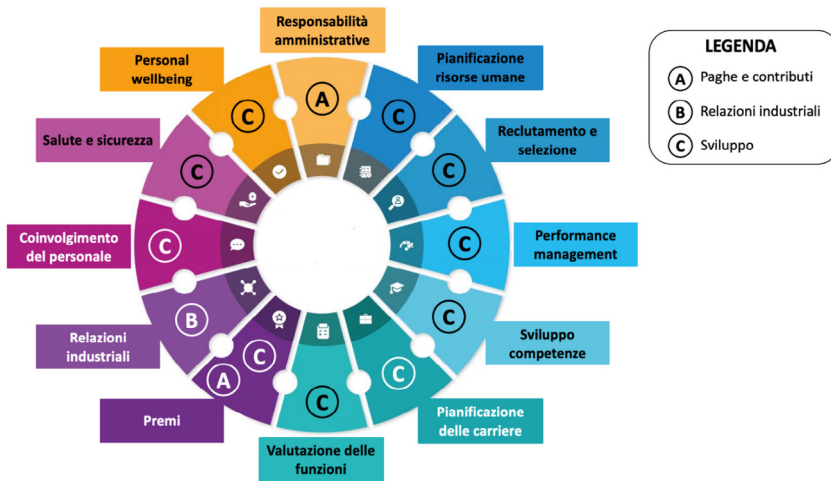 Responsabilità
amministrative
Personal
wellbeing
Pianificazione
risorse umane
Salute e sicurezza
Reclutamento e
selezione
Coinvolgimento
del personale
Performance
management
Relazioni
industriali
Sviluppo
competenze
Premi
Pianificazione
delle carriere
Valutazione delle
funzioni
A
C
C
C
C
C
C
B
C
C
A
C
C
LEGENDA
A Paghe e contributi
B Relazioni industriali
C Sviluppo